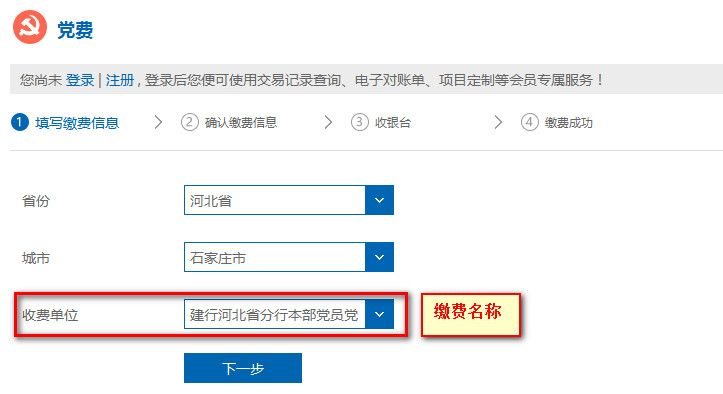 党费
您尚未 登录 | 注册 , 登录后您便可使用交易记录查询、电子对账单、项目定制等会员专属服务！
1 填写缴费信息 2 确认缴费信息 3 收银台 4 缴费成功
省份 河北省
城市 石家庄市
收费单位 建行河北省分行本部党员党 缴费名称
下一步